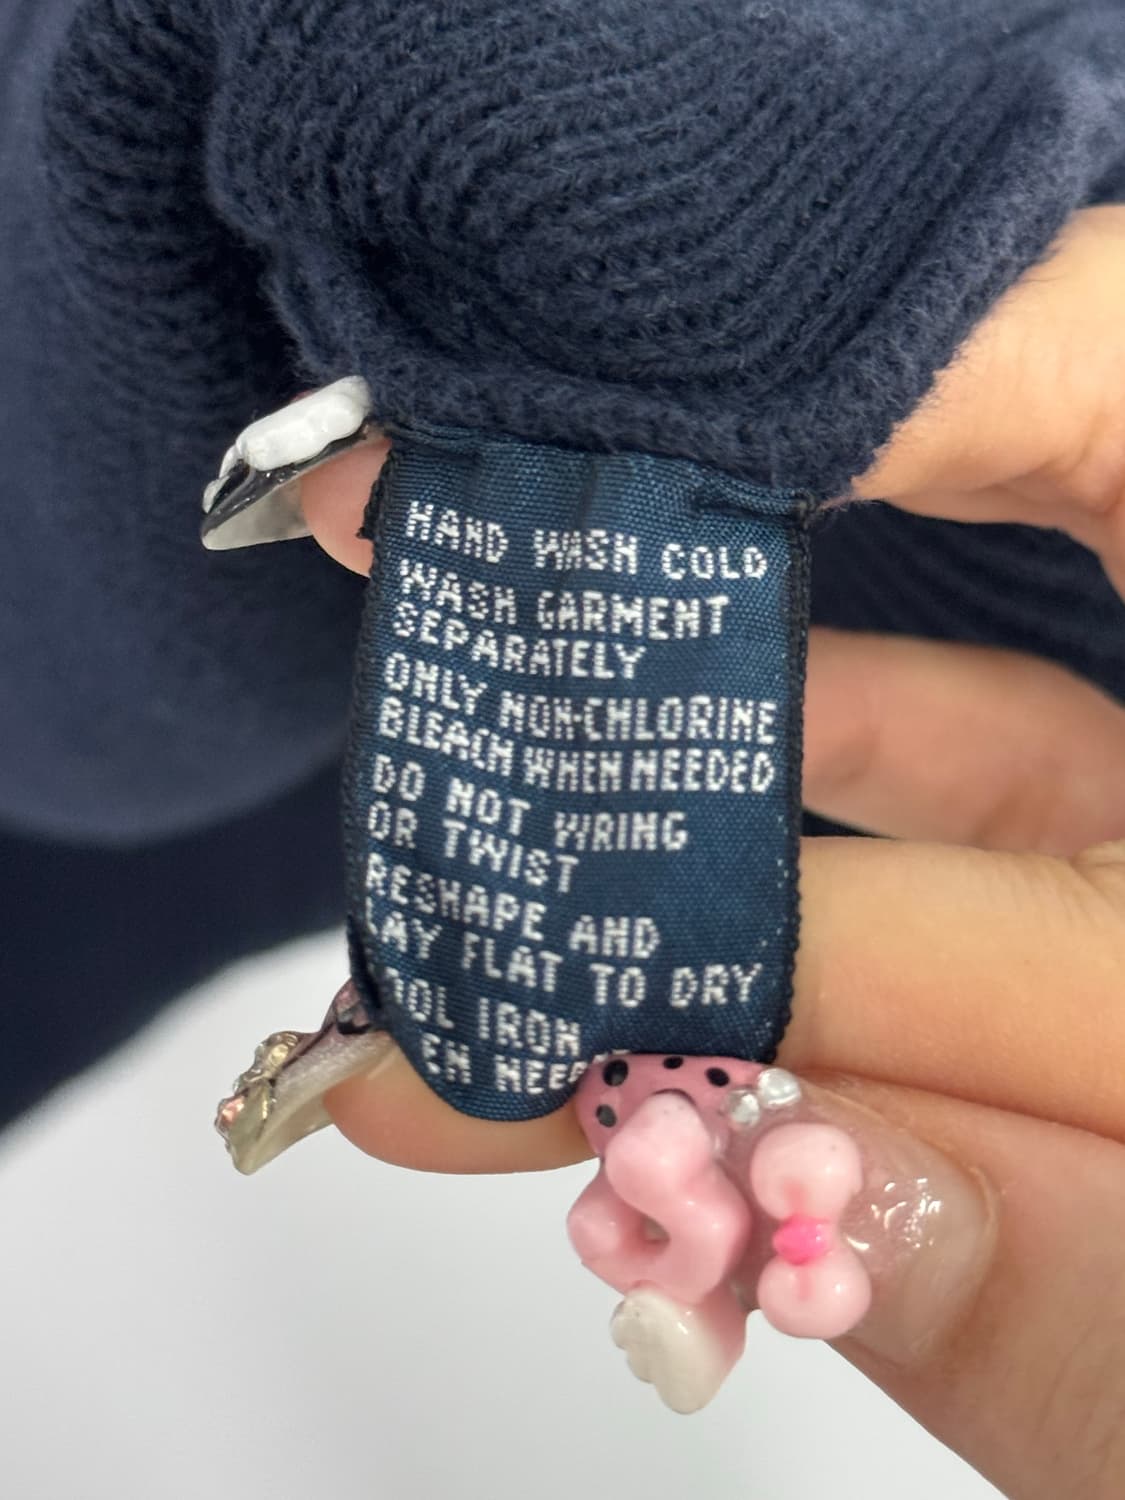 HAND WASH COLD
WASH GARMENT
SEPARATELY
ONLY NON-CHLORINE
BLEACH WHEN NEEDED
DO NOT WRING
OR TWIST
RESHAPE AND
LAY FLAT TO DRY
IRON